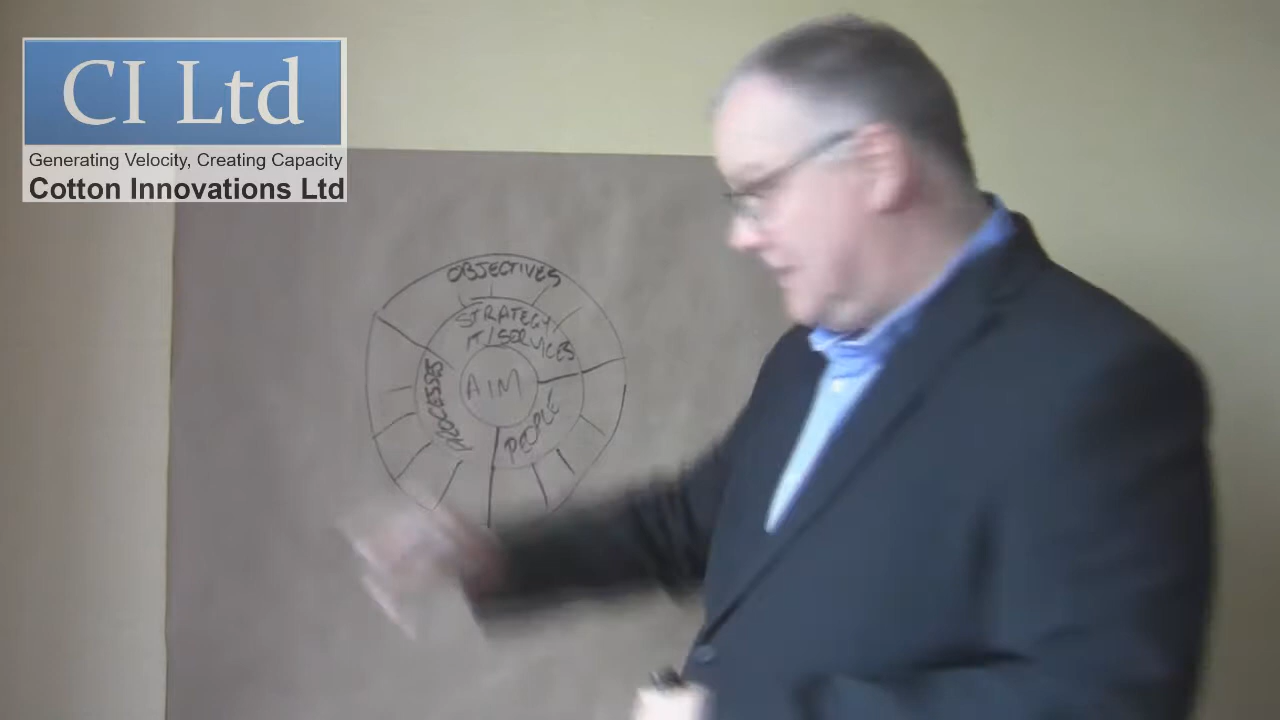 CI Ltd
Generating Velocity, Creating Capacity
Cotton Innovations Ltd
OBJECTIVES
STRATEGY
IT/SERVICES
AIM
PROCESSES
PEOPLE